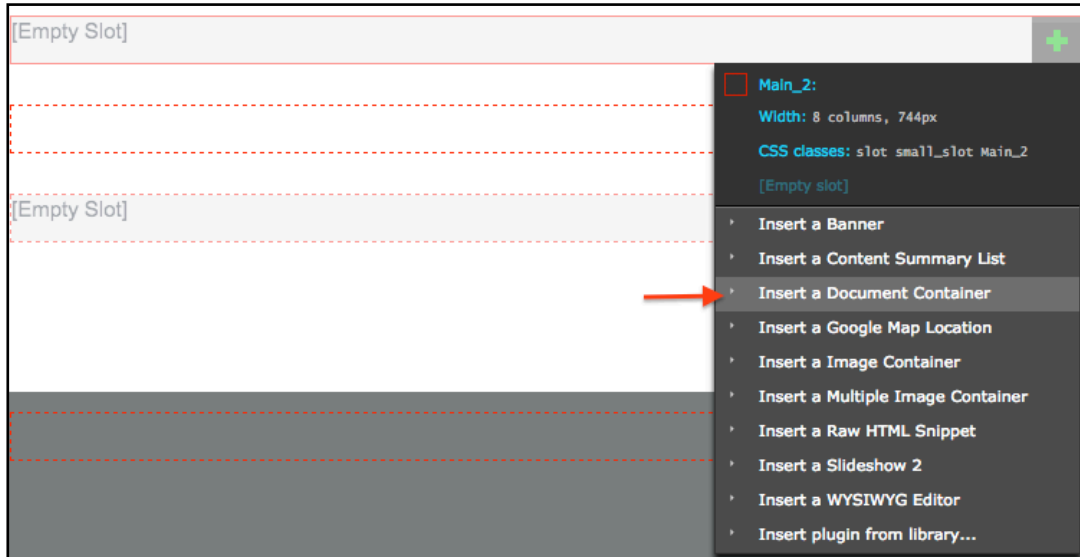 [Empty Slot]
Main_2:
Width: 8 columns, 744px
CSS classes: slot small_slot Main_2
[Empty slot]
[Empty Slot]
Insert a Banner
Insert a Content Summary List
Insert a Document Container
Insert a Google Map Location
Insert a Image Container
Insert a Multiple Image Container
Insert a Raw HTML Snippet
Insert a Slideshow 2
Insert a WYSIWYG Editor
Insert plugin from library...